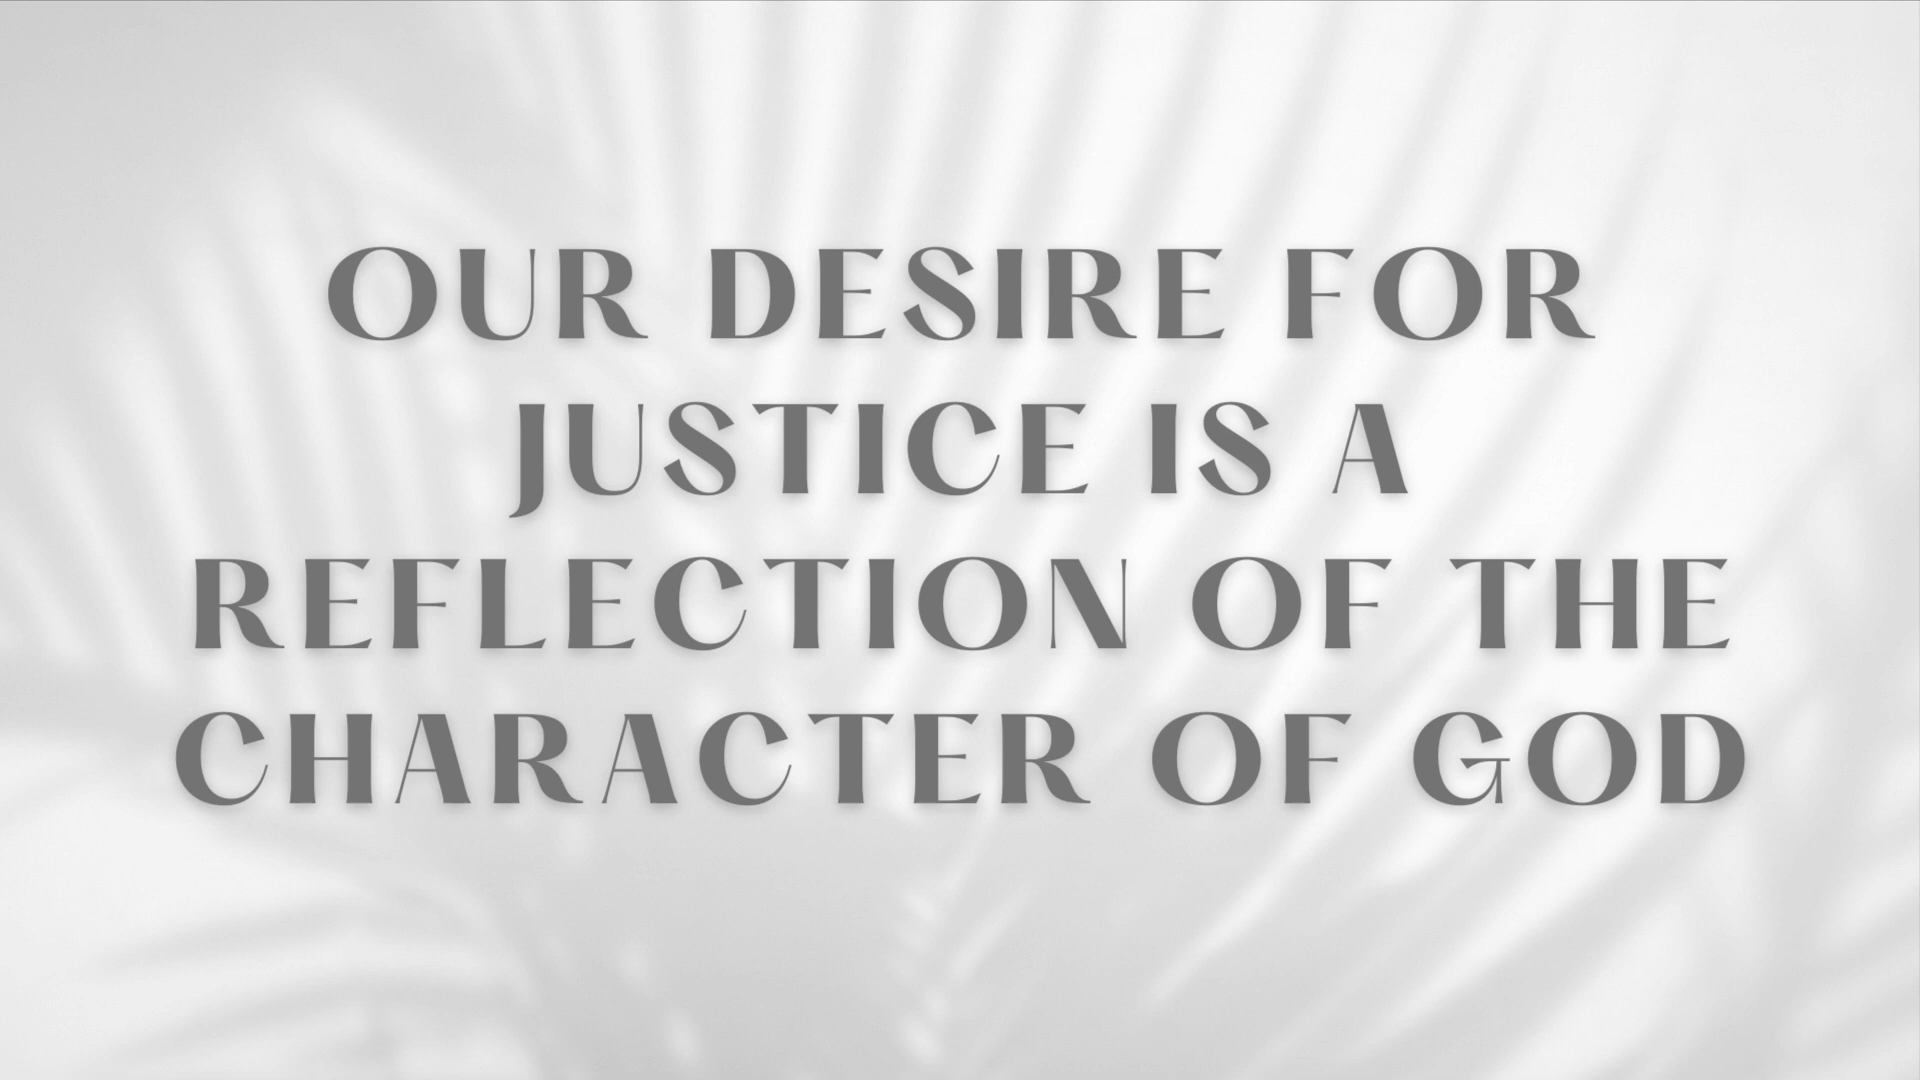 OUR DESIRE FOR
JUSTICE IS A
REFLECTION OF THE
CHARACTER OF GOD